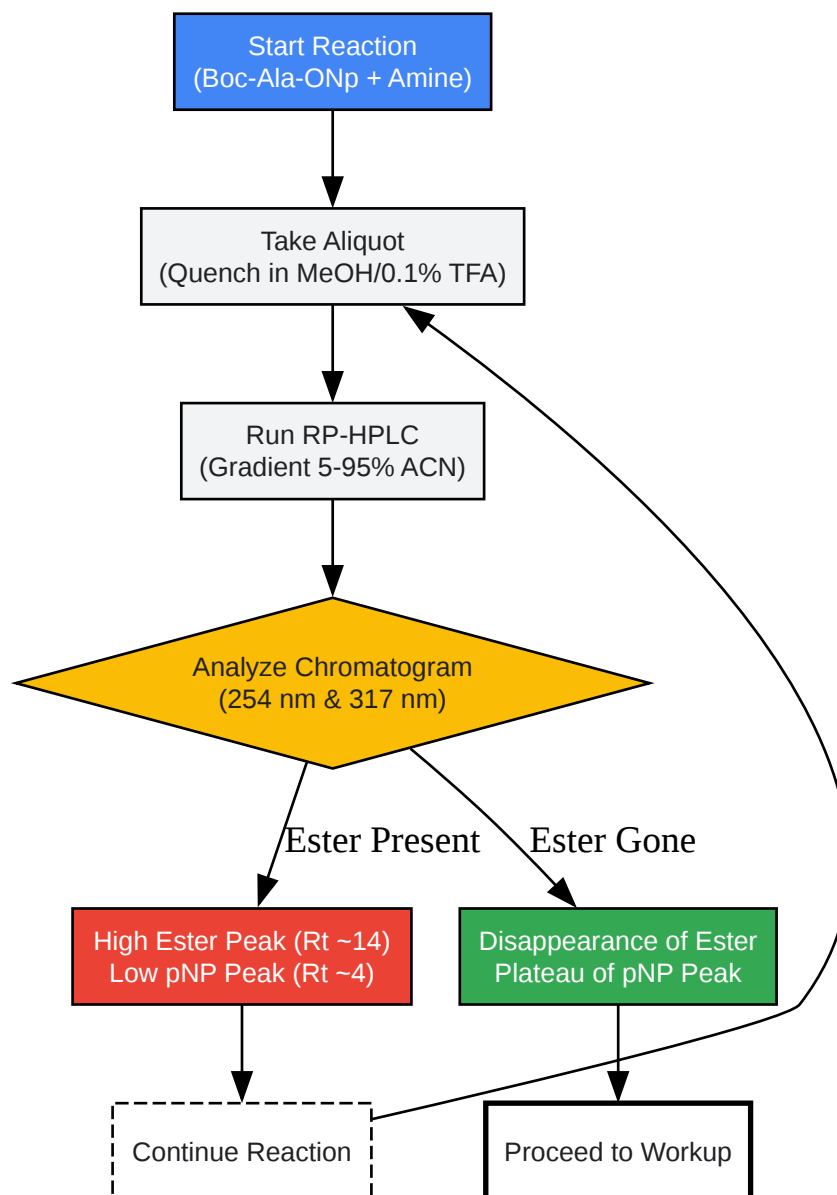 Start Reaction
(Boc-Ala-ONp + Amine)
Take Aliquot
(Quench in MeOH/0.1% TFA)
Run RP-HPLC
(Gradient 5-95% ACN)
Analyze Chromatogram
(254 nm & 317 nm)
Ester Present
Ester Gone
High Ester Peak (Rt ~14)
Low pNP Peak (Rt ~4)
Disappearance of Ester
Plateau of pNP Peak
Continue Reaction
Proceed to Workup